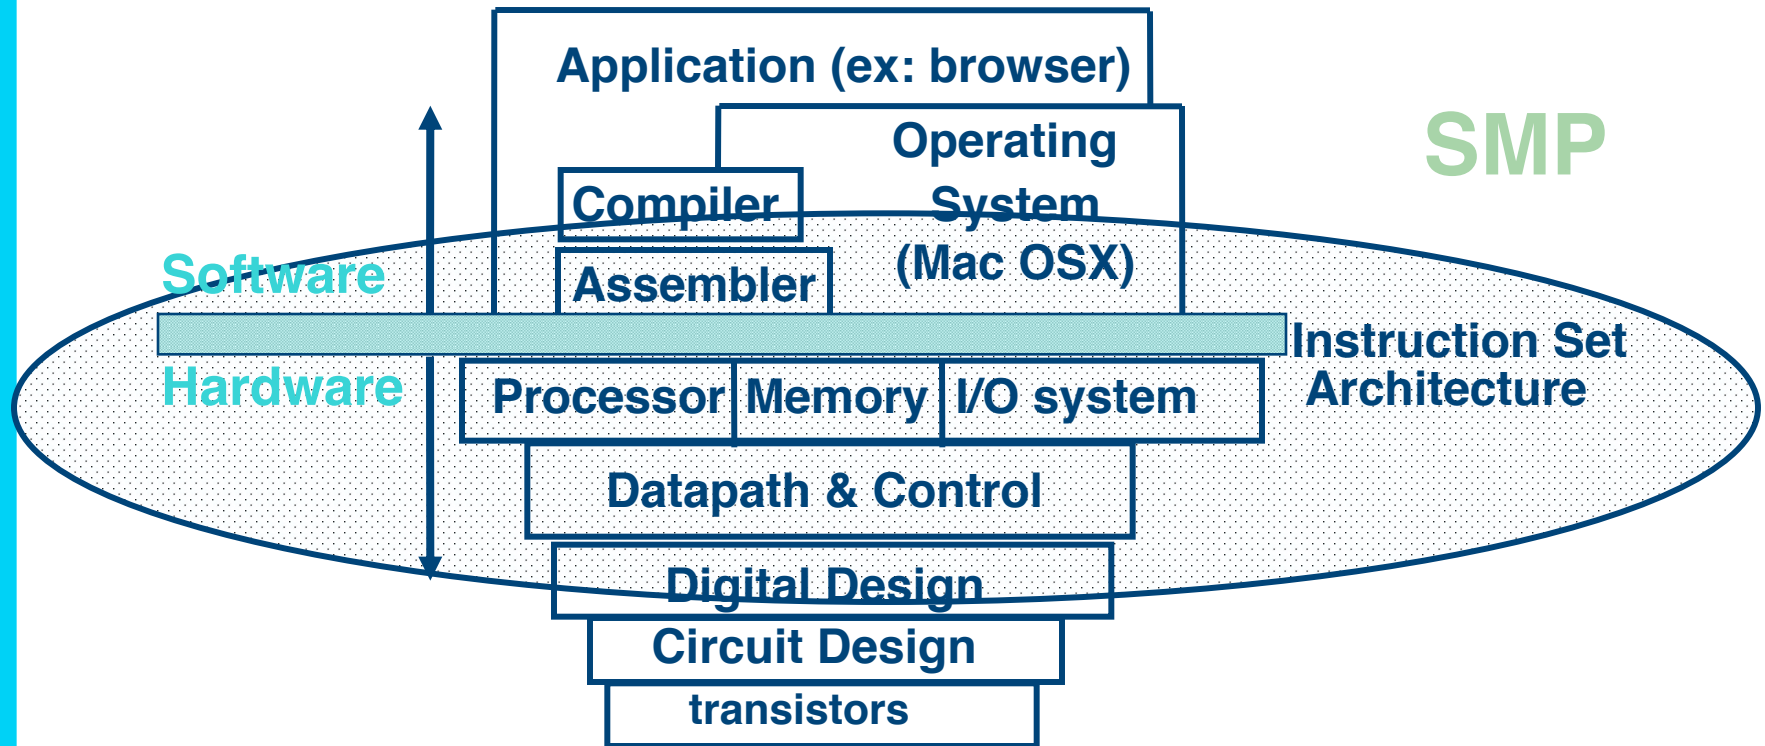 Application (ex: browser)
SMP
Operating
System
(Mac OSX)
Compiler
Assembler
Software
Hardware
Instruction Set
Architecture
Processor
Memory
I/O system
Datapath & Control
Digital Design
Circuit Design
transistors